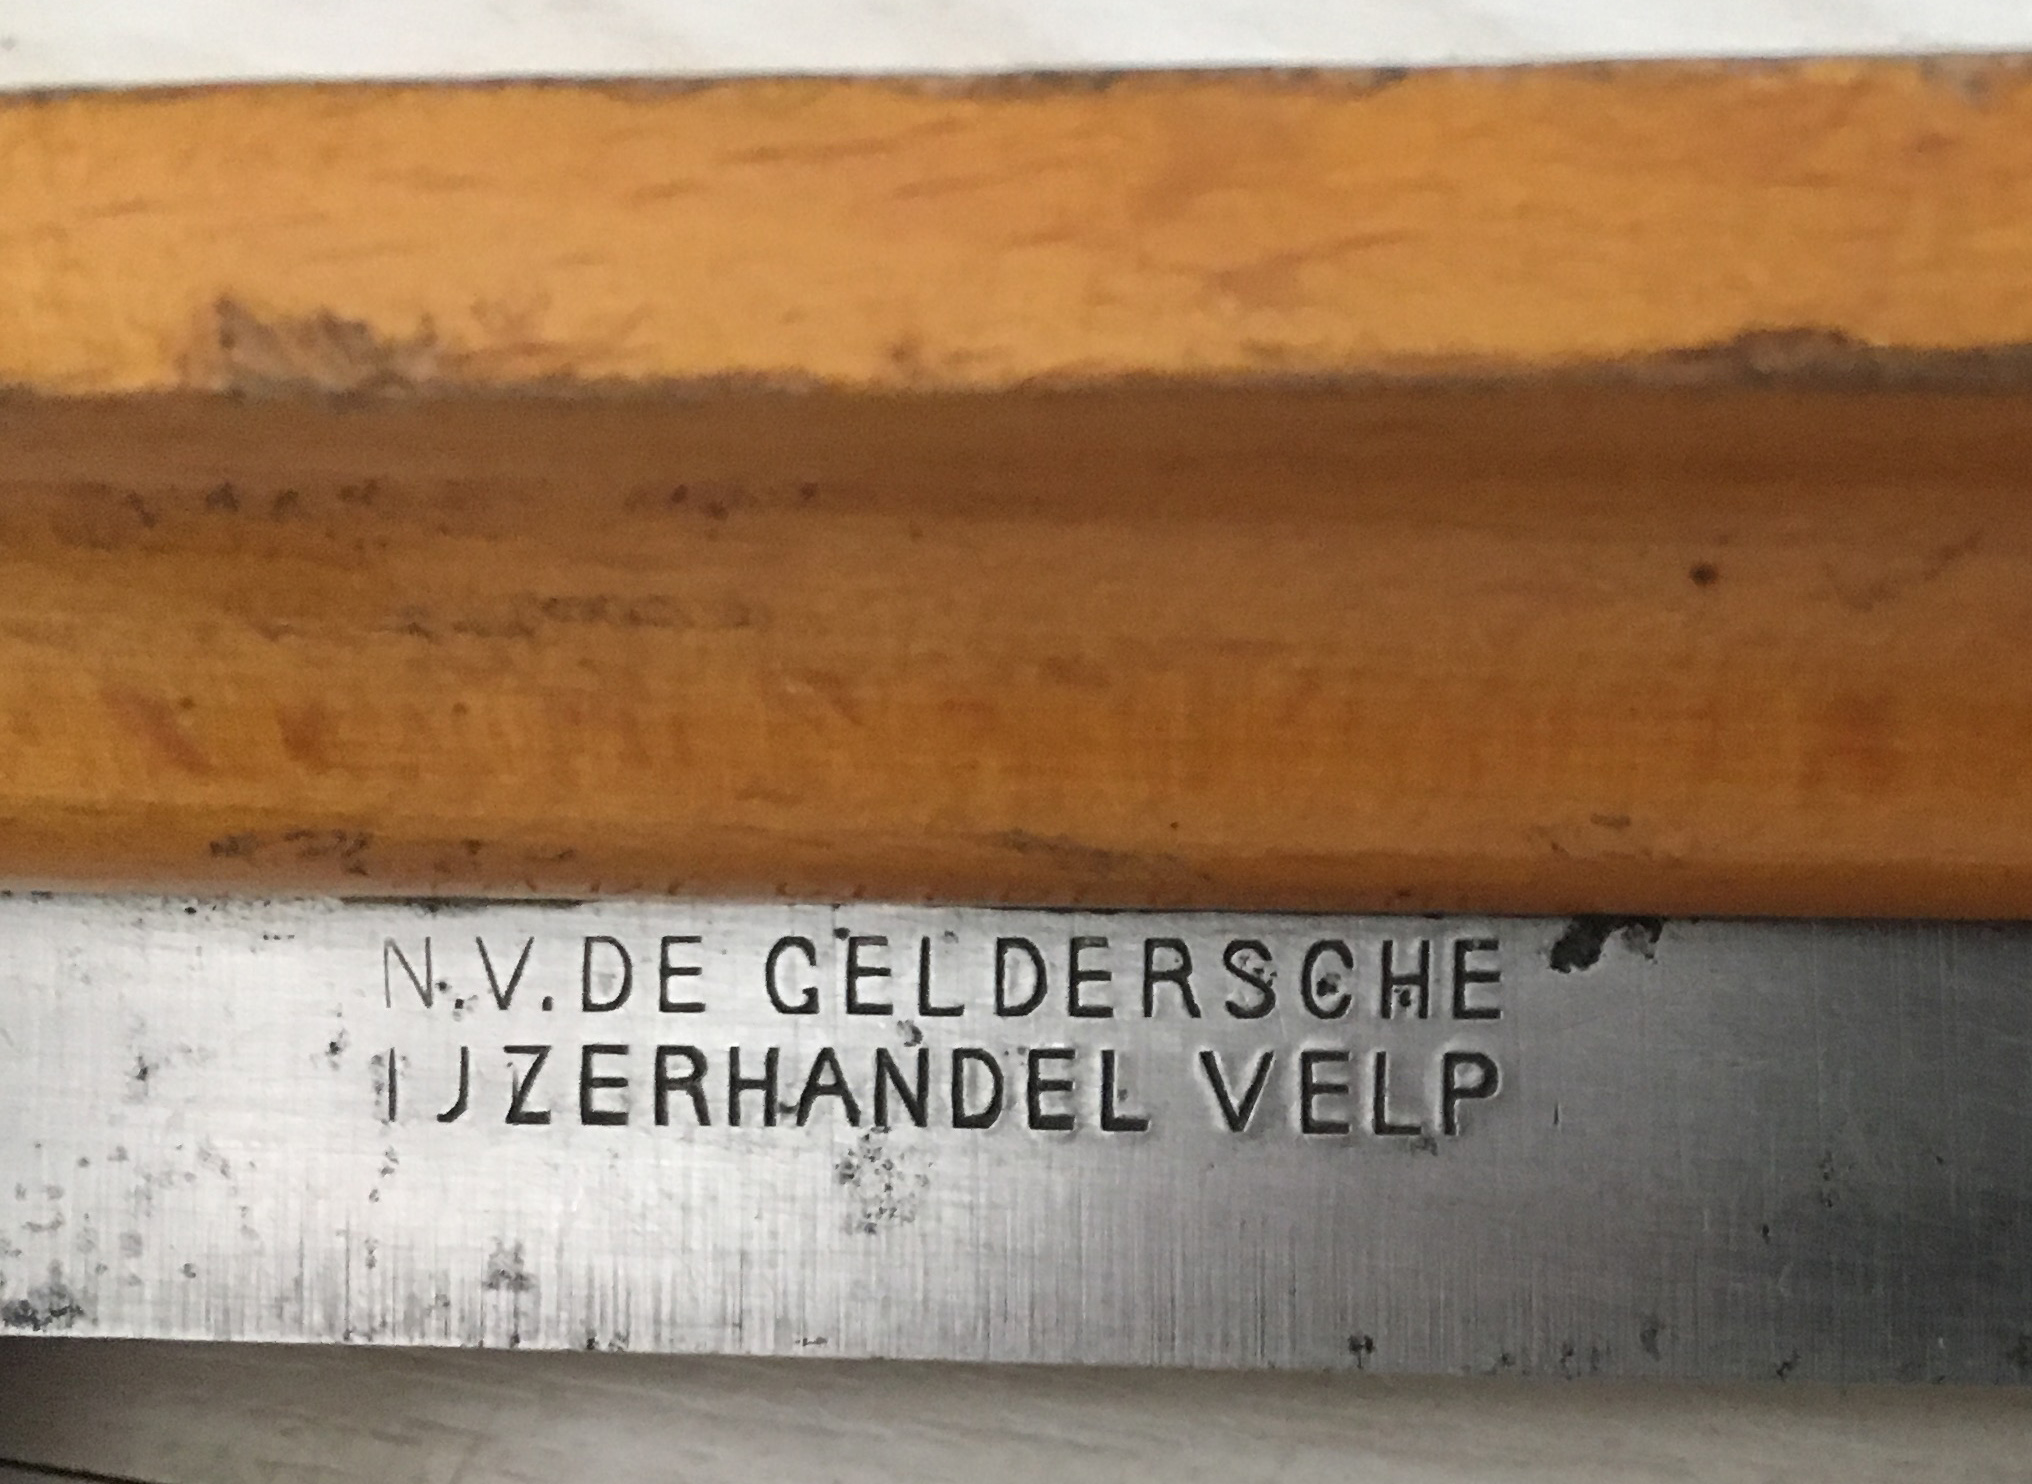 N.V. DE GELDERSCHE
IJZERHANDEL VELP